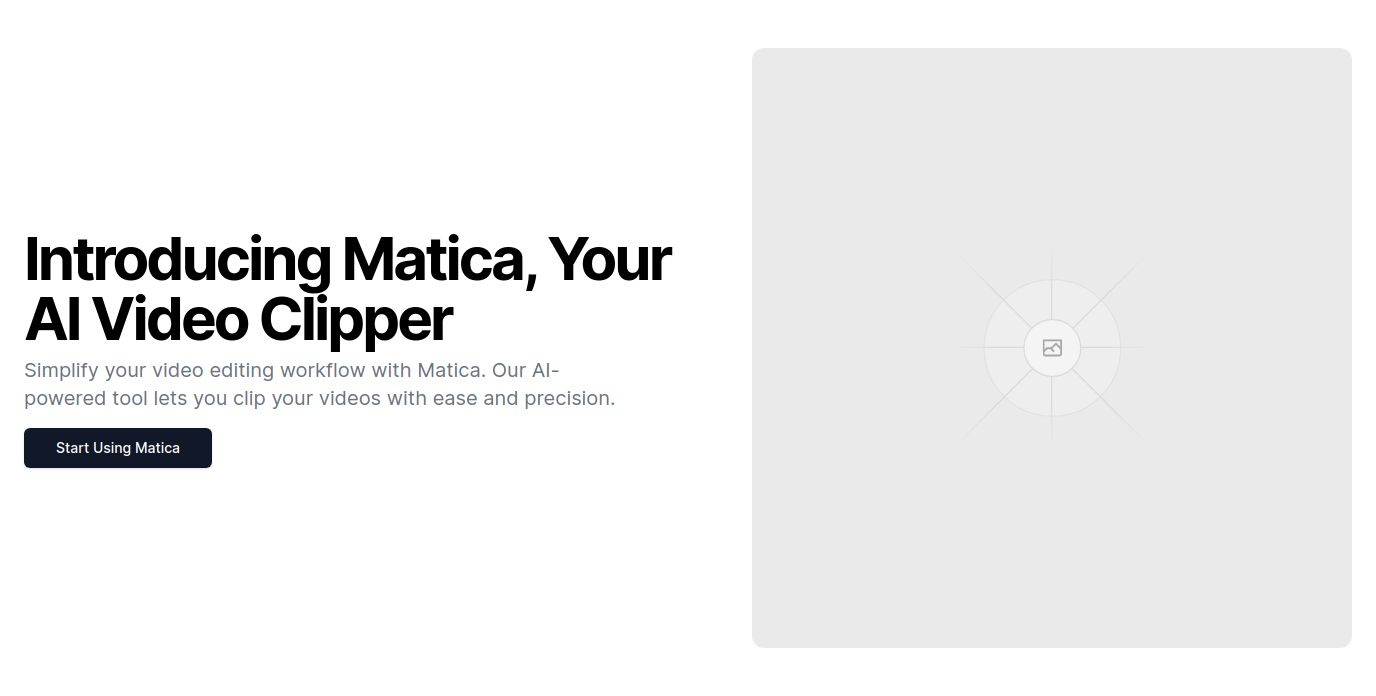 Introducing Matica, Your
AI Video Clipper
Simplify your video editing workflow with Matica. Our AI-
powered tool lets you clip your videos with ease and precision.
Start Using Matica